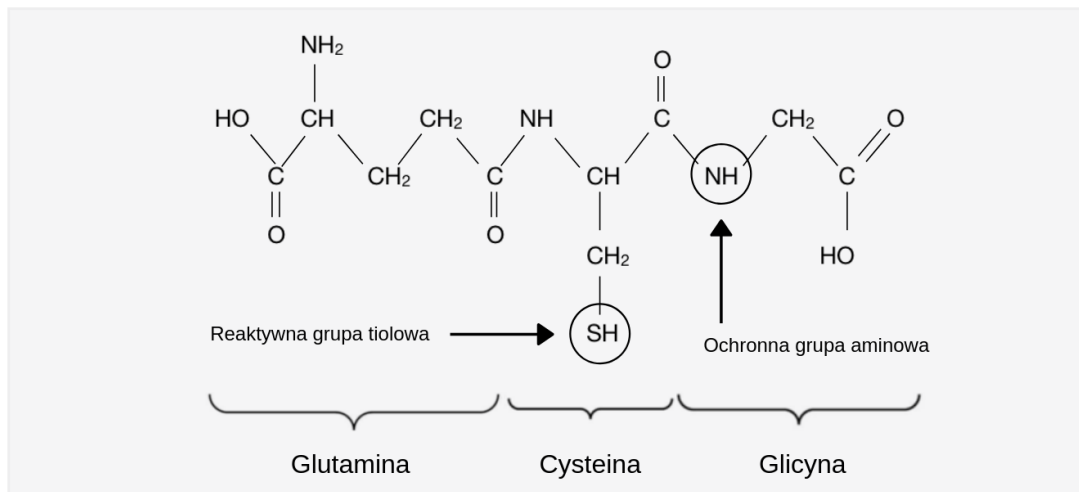 NH₂
O
HO CH CH₂ NH C CH₂ O
C CH₂ C CH NH C
O O CH₂ HO
SH
Reaktywna grupa tiolowa
Ochronna grupa aminowa
Glutamina Cysteina Glicyna